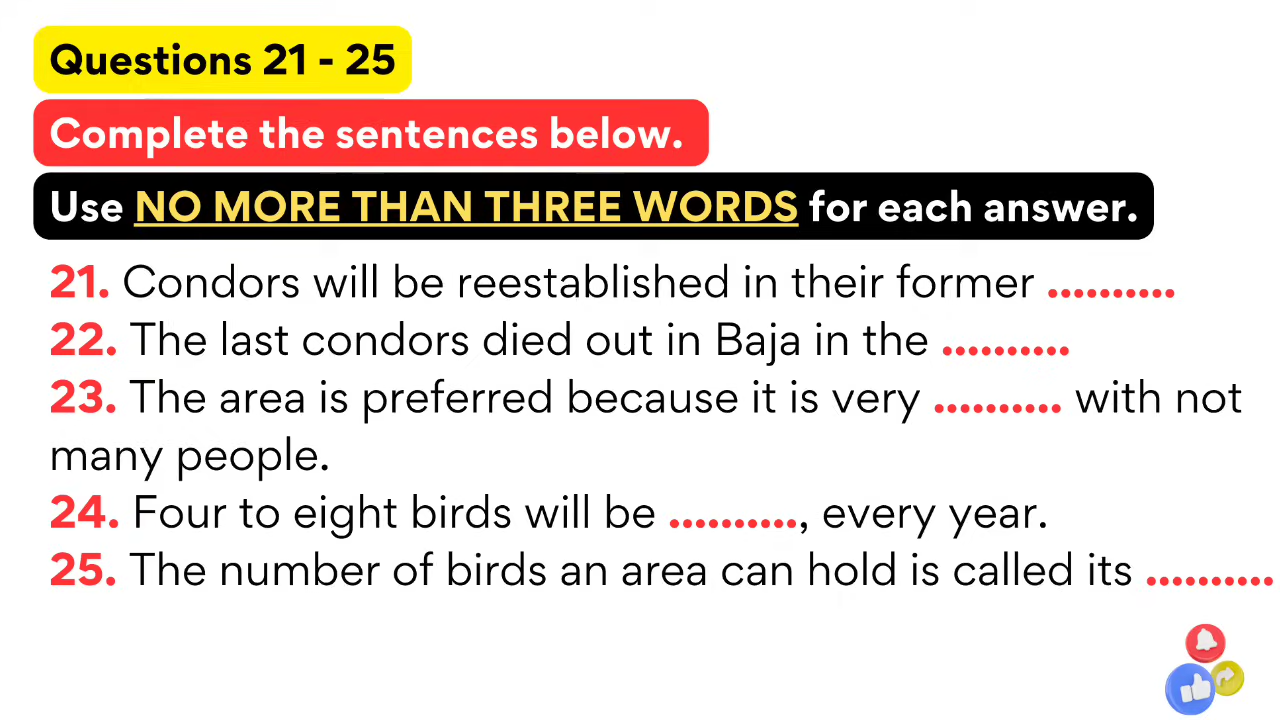 Questions 21 - 25
Complete the sentences below.
Use NO MORE THAN THREE WORDS for each answer.
21. Condors will be reestablished in their former ..........
22. The last condors died out in Baja in the ..........
23. The area is preferred because it is very .......... with not
many people.
24. Four to eight birds will be .........., every year.
25. The number of birds an area can hold is called its ..........